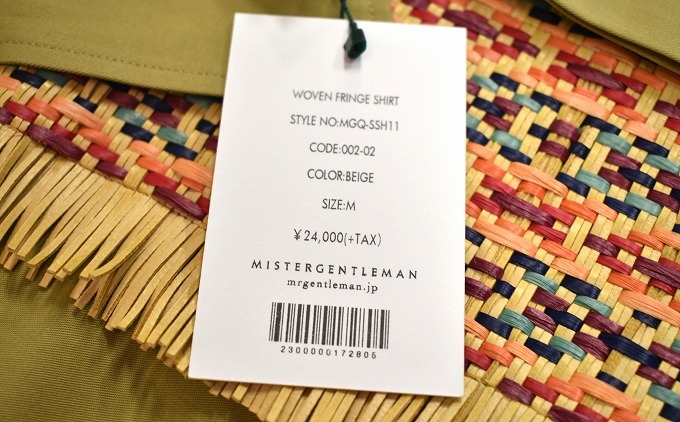 WOVEN FRINGE SHIRT
STYLE NO:MGQ-SSH11
CODE:002-02
COLOR:BEIGE
SIZE:M
¥24,000(+TAX)
MISTERGENTLEMAN
mrgentleman.jp
2300000172805